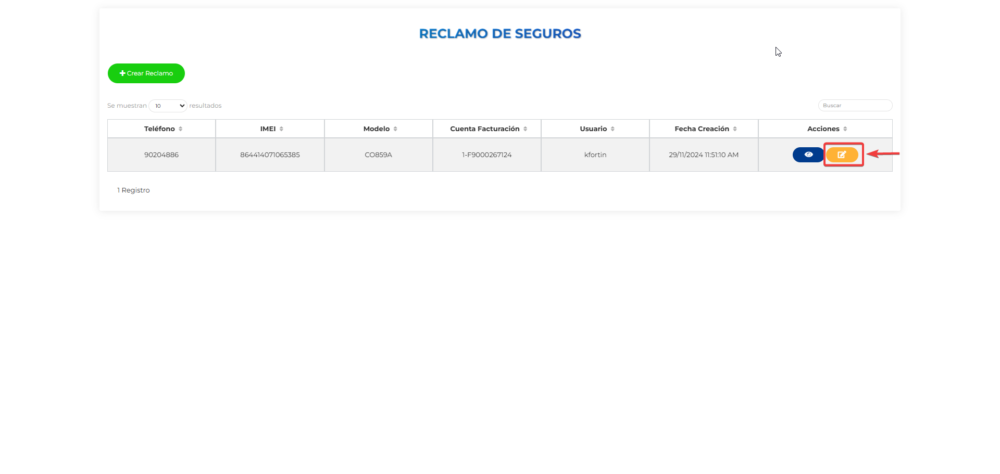 RECLAMO DE SEGUROS
Crear Reclamo
Se muestran 10 resultados
Buscar
Teléfono IMEI Modelo Cuenta Facturación Usuario Fecha Creación Acciones
90204886 864414071065385 CO859A 1-F9000267124 kfortin 29/11/2024 11:51:10 AM
1 Registro